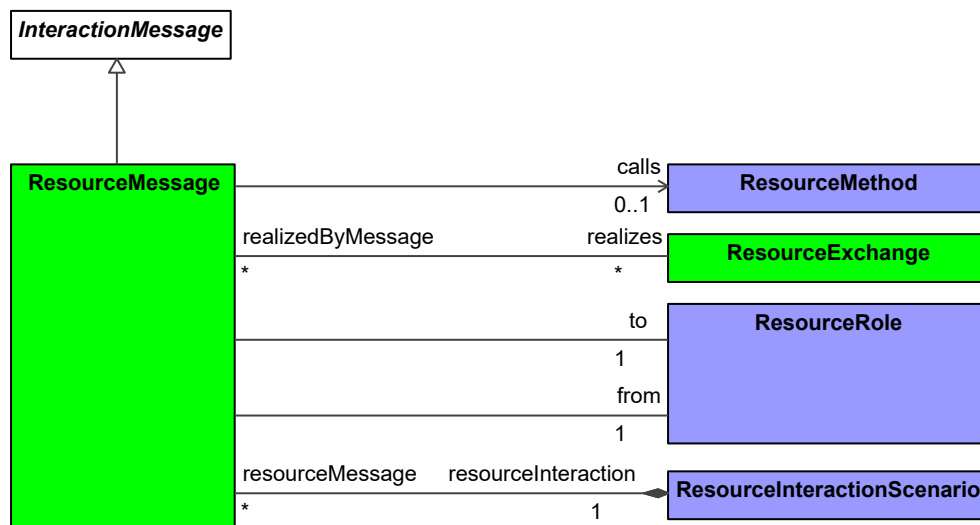 InteractionMessage
ResourceMessage
calls
ResourceMethod
0..1
realizedByMessage
realizes
ResourceExchange
*
*
to
ResourceRole
1
from
1
resourceMessage
resourceInteraction
ResourceInteractionScenario
*
1